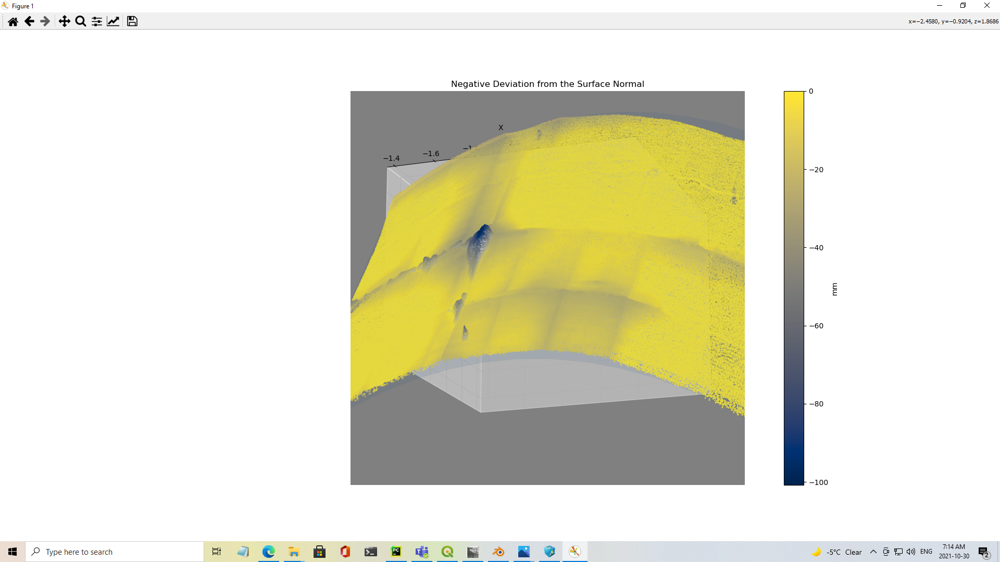 Figure 1
x=−2.4580, y=−0.9204, z=1.8686
Negative Deviation from the Surface Normal
X
−1.4
−1.6
0
−20
−40
−60
−80
−100
mm
Type here to search
PC
-5°C Clear
ENG
7:14 AM
2021-10-30
2